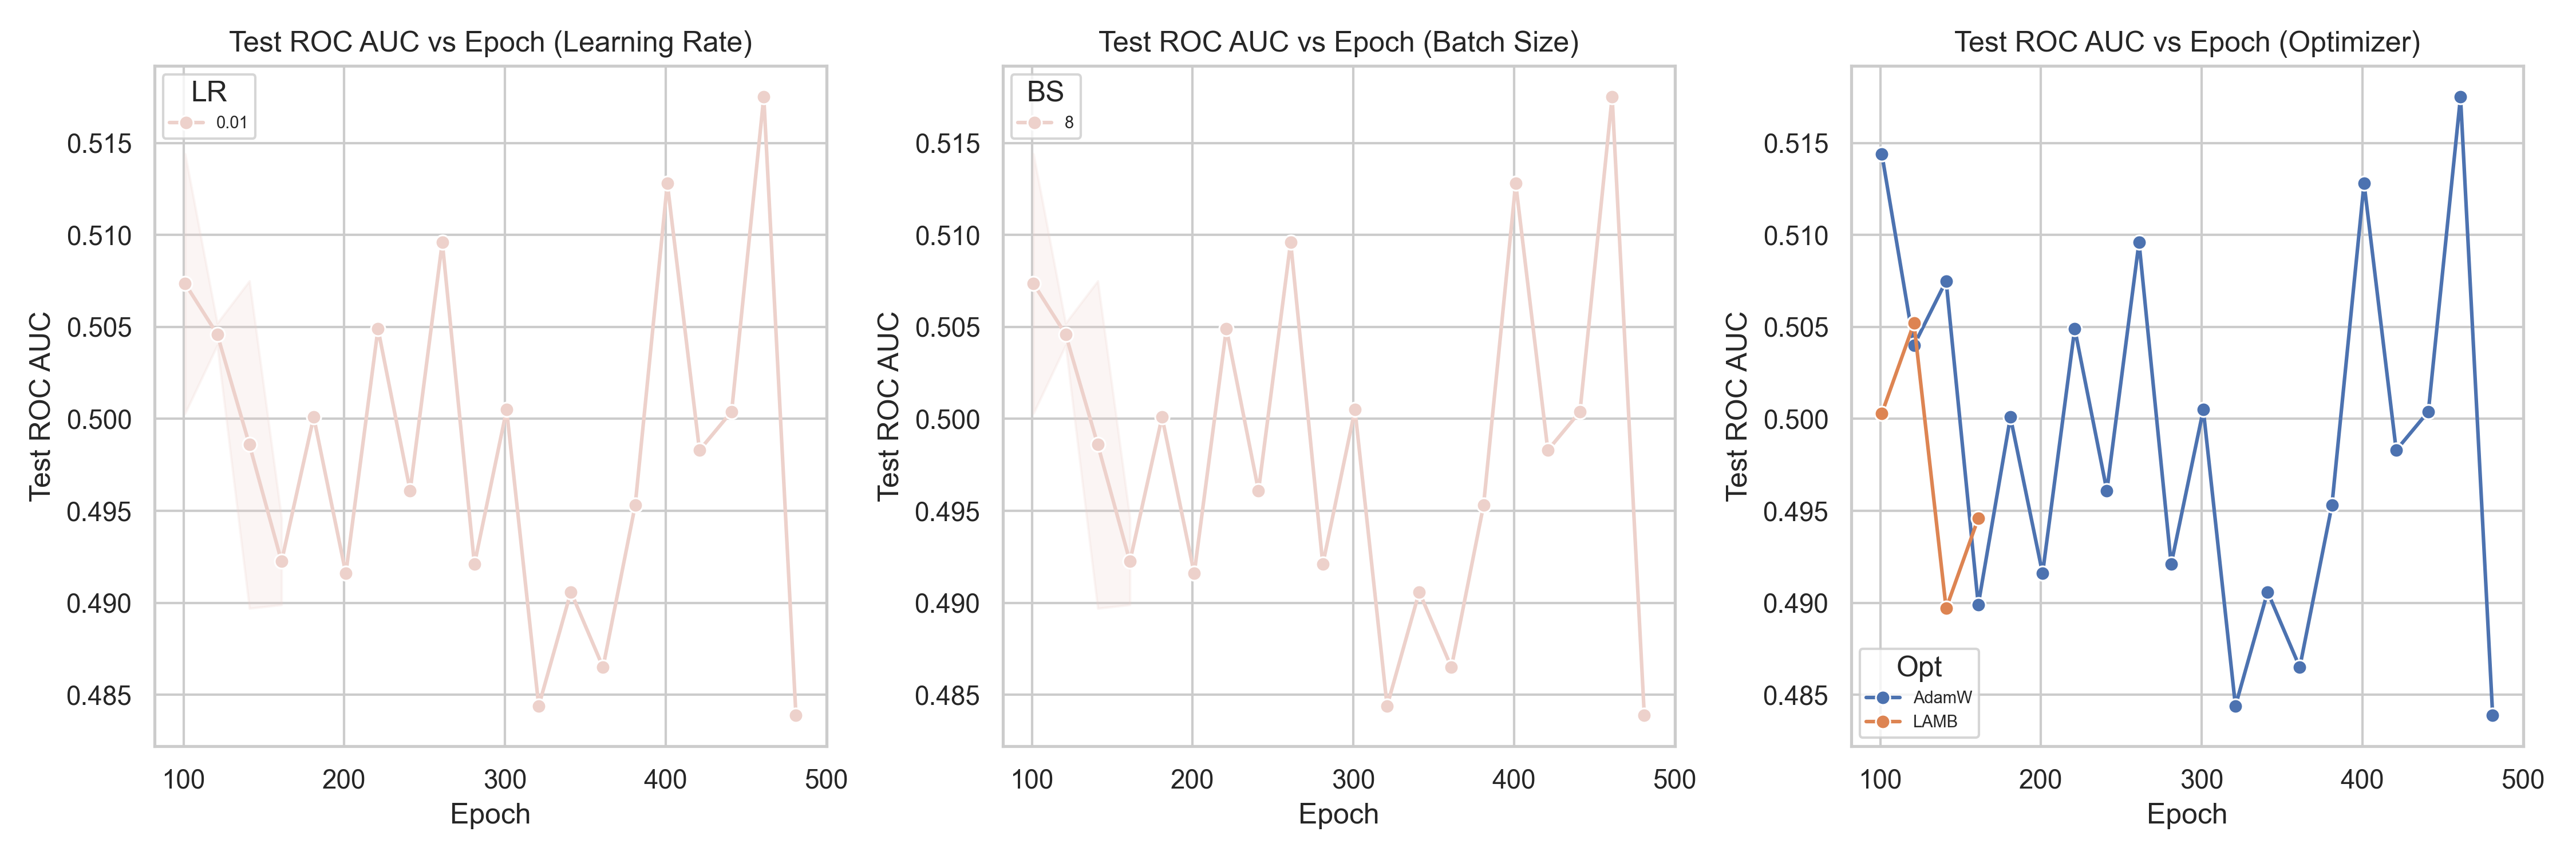 Test ROC AUC vs Epoch (Learning Rate)
LR
0.01
0.515
0.510
0.505
0.500
0.495
0.490
0.485
Test ROC AUC
100 200 300 400 500
Epoch
Test ROC AUC vs Epoch (Batch Size)
BS
8
0.515
0.510
0.505
0.500
0.495
0.490
0.485
Test ROC AUC
100 200 300 400 500
Epoch
Test ROC AUC vs Epoch (Optimizer)
0.515
0.510
0.505
0.500
0.495
0.490
0.485
Test ROC AUC
Opt
AdamW
LAMB
100 200 300 400 500
Epoch